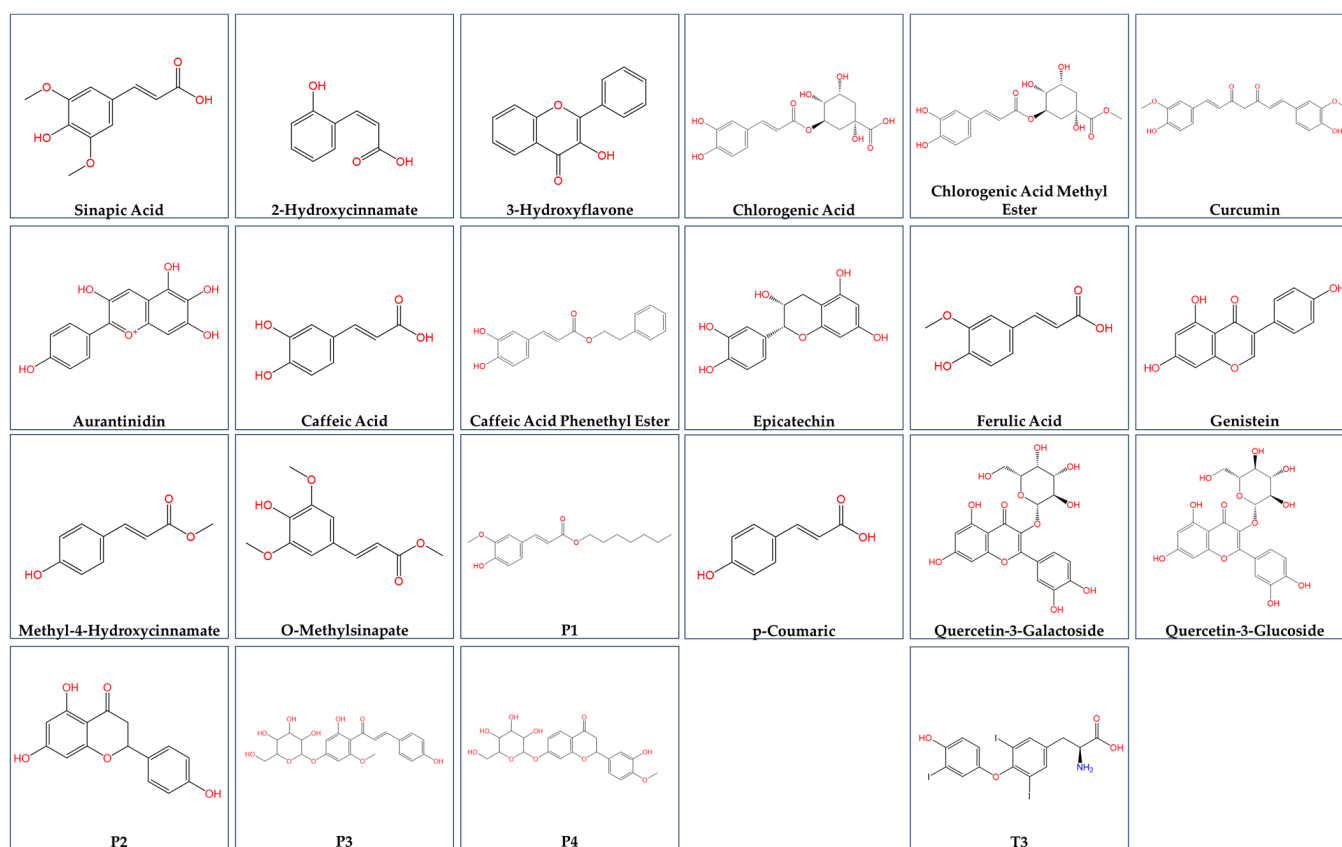 Sinapic Acid
2-Hydroxycinnamate
3-Hydroxyflavone
Chlorogenic Acid
Chlorogenic Acid Methyl
Ester
Curcumin
Aurantinidin
Caffeic Acid
Caffeic Acid Phenethyl Ester
Epicatechin
Ferulic Acid
Genistein
Methyl-4-Hydroxycinnamate
O-Methylsinapate
P1
p-Coumaric
Quercetin-3-Galactoside
Quercetin-3-Glucoside
P2
P3
P4
T3